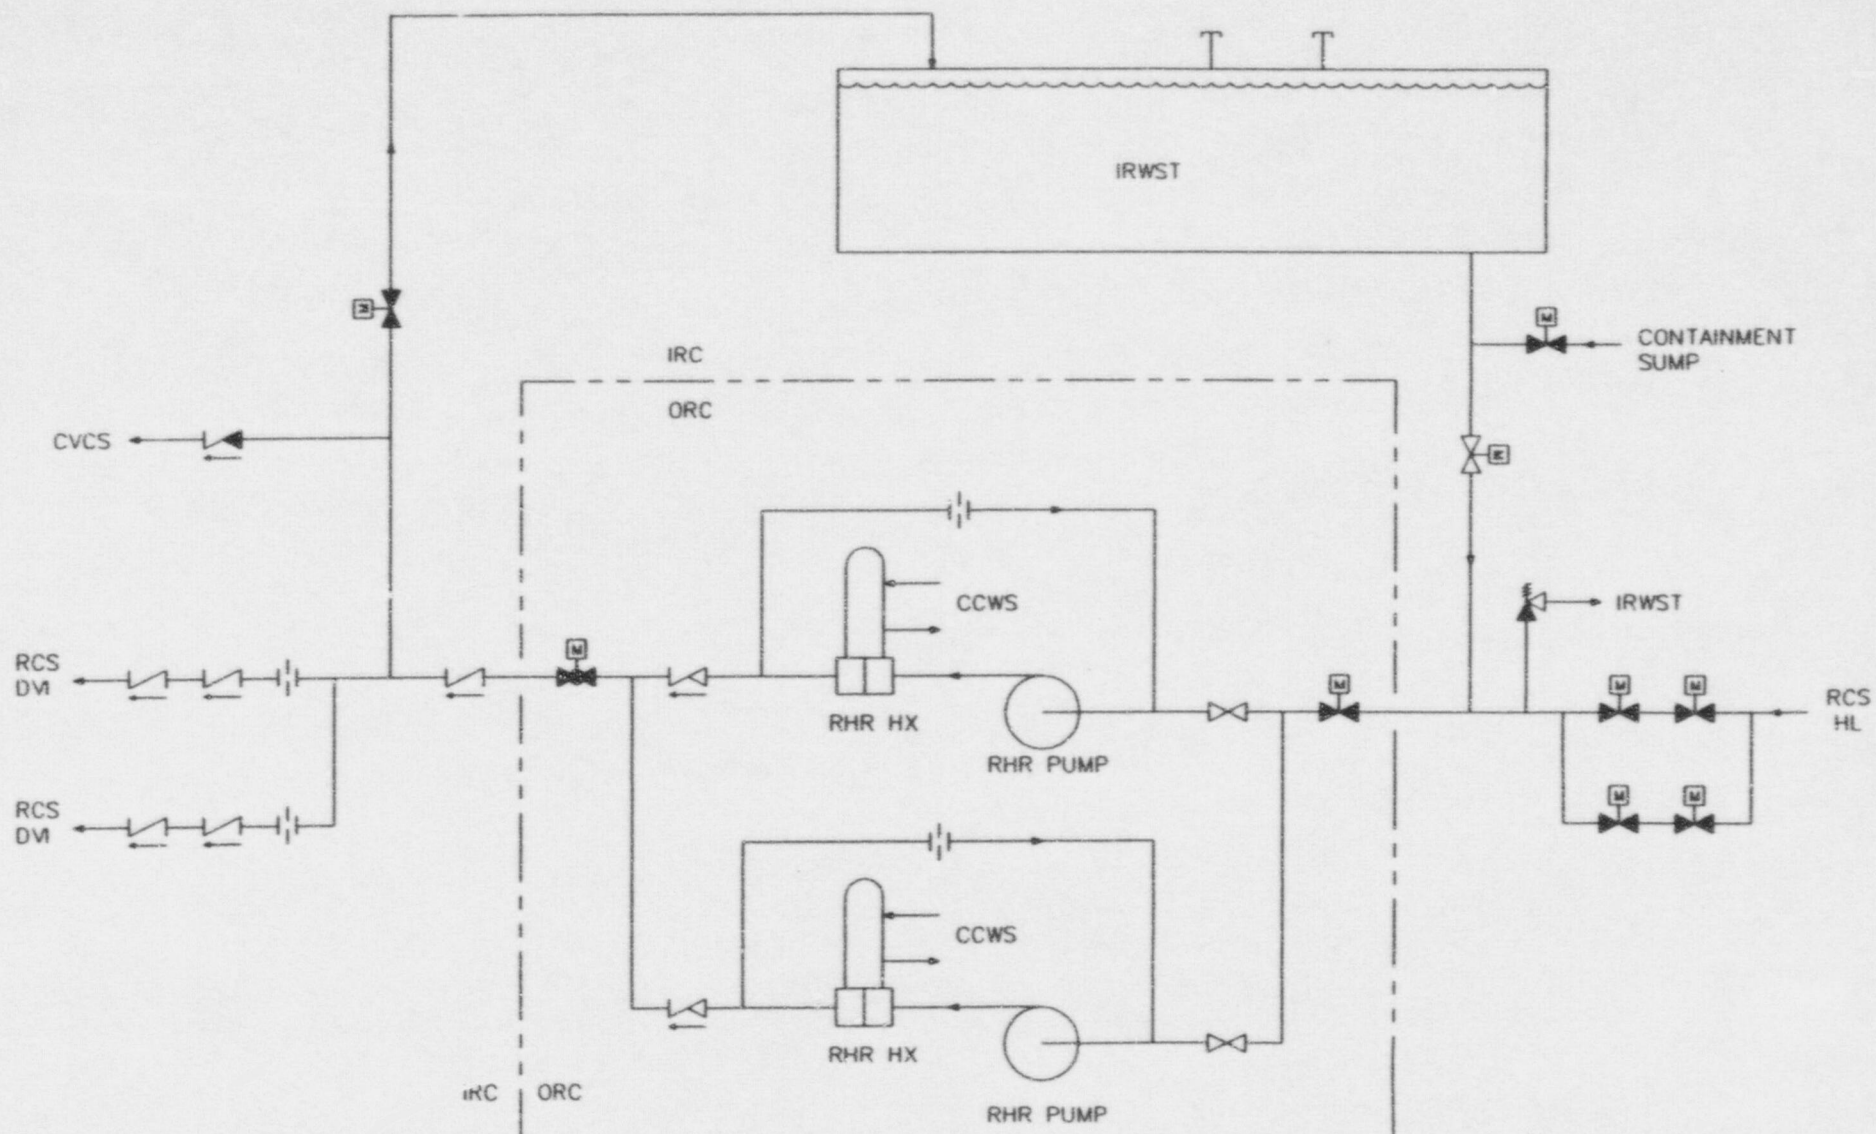 IRWST
M
M
CONTAINMENT
SUMP
IRC
ORC
CVCS
M
CCWS
IRWST
RCS
DVI
M
M
M
M
RCS
HL
RHR HX
RHR PUMP
RCS
DVI
M
M
CCWS
RHR HX
IRC
ORC
RHR PUMP